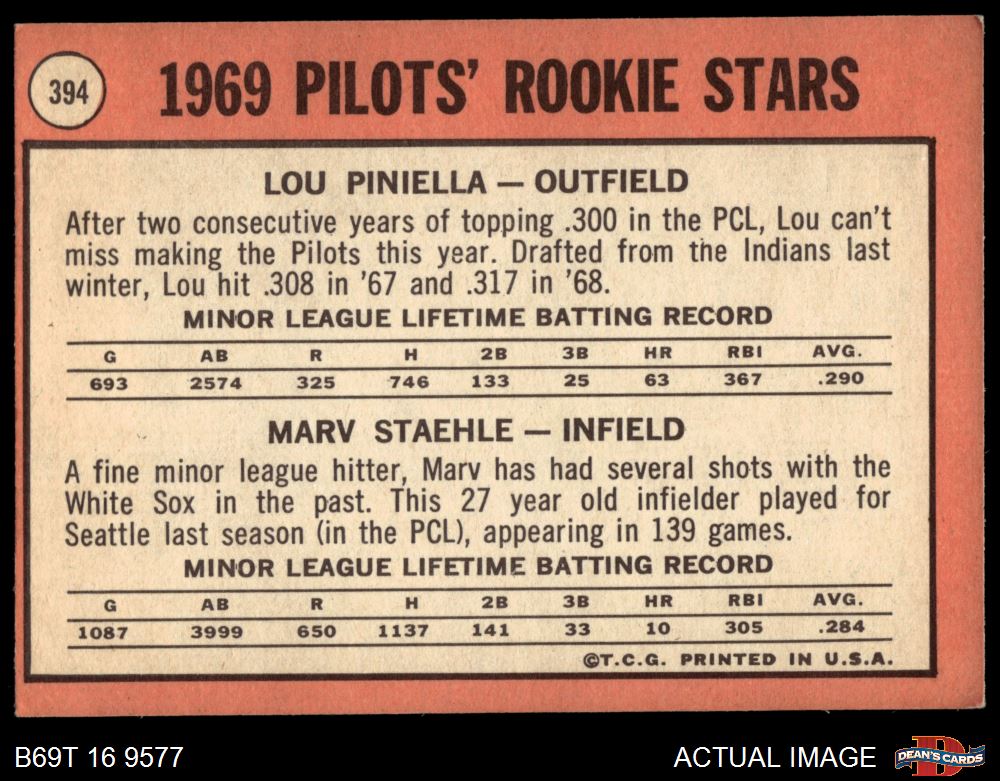 394
1969 PILOTS' ROOKIE STARS
LOU PINIELLA — OUTFIELD
After two consecutive years of topping .300 in the PCL, Lou can't
miss making the Pilots this year. Drafted from the Indians last
winter, Lou hit .308 in '67 and .317 in '68.
MINOR LEAGUE LIFETIME BATTING RECORD
G AB R H 2B 3B HR RBI AVG.
693 2574 325 746 133 25 63 367 .290
MARV STAEHLE — INFIELD
A fine minor league hitter, Marv has had several shots with the
White Sox in the past. This 27 year old infielder played for
Seattle last season (in the PCL), appearing in 139 games.
MINOR LEAGUE LIFETIME BATTING RECORD
G AB R H 2B 3B HR RBI AVG.
1087 3999 650 1137 141 33 10 305 .284
©T.C.G. PRINTED IN U.S.A.
B69T 16 9577
ACTUAL IMAGE
D
DEAN'S CARDS